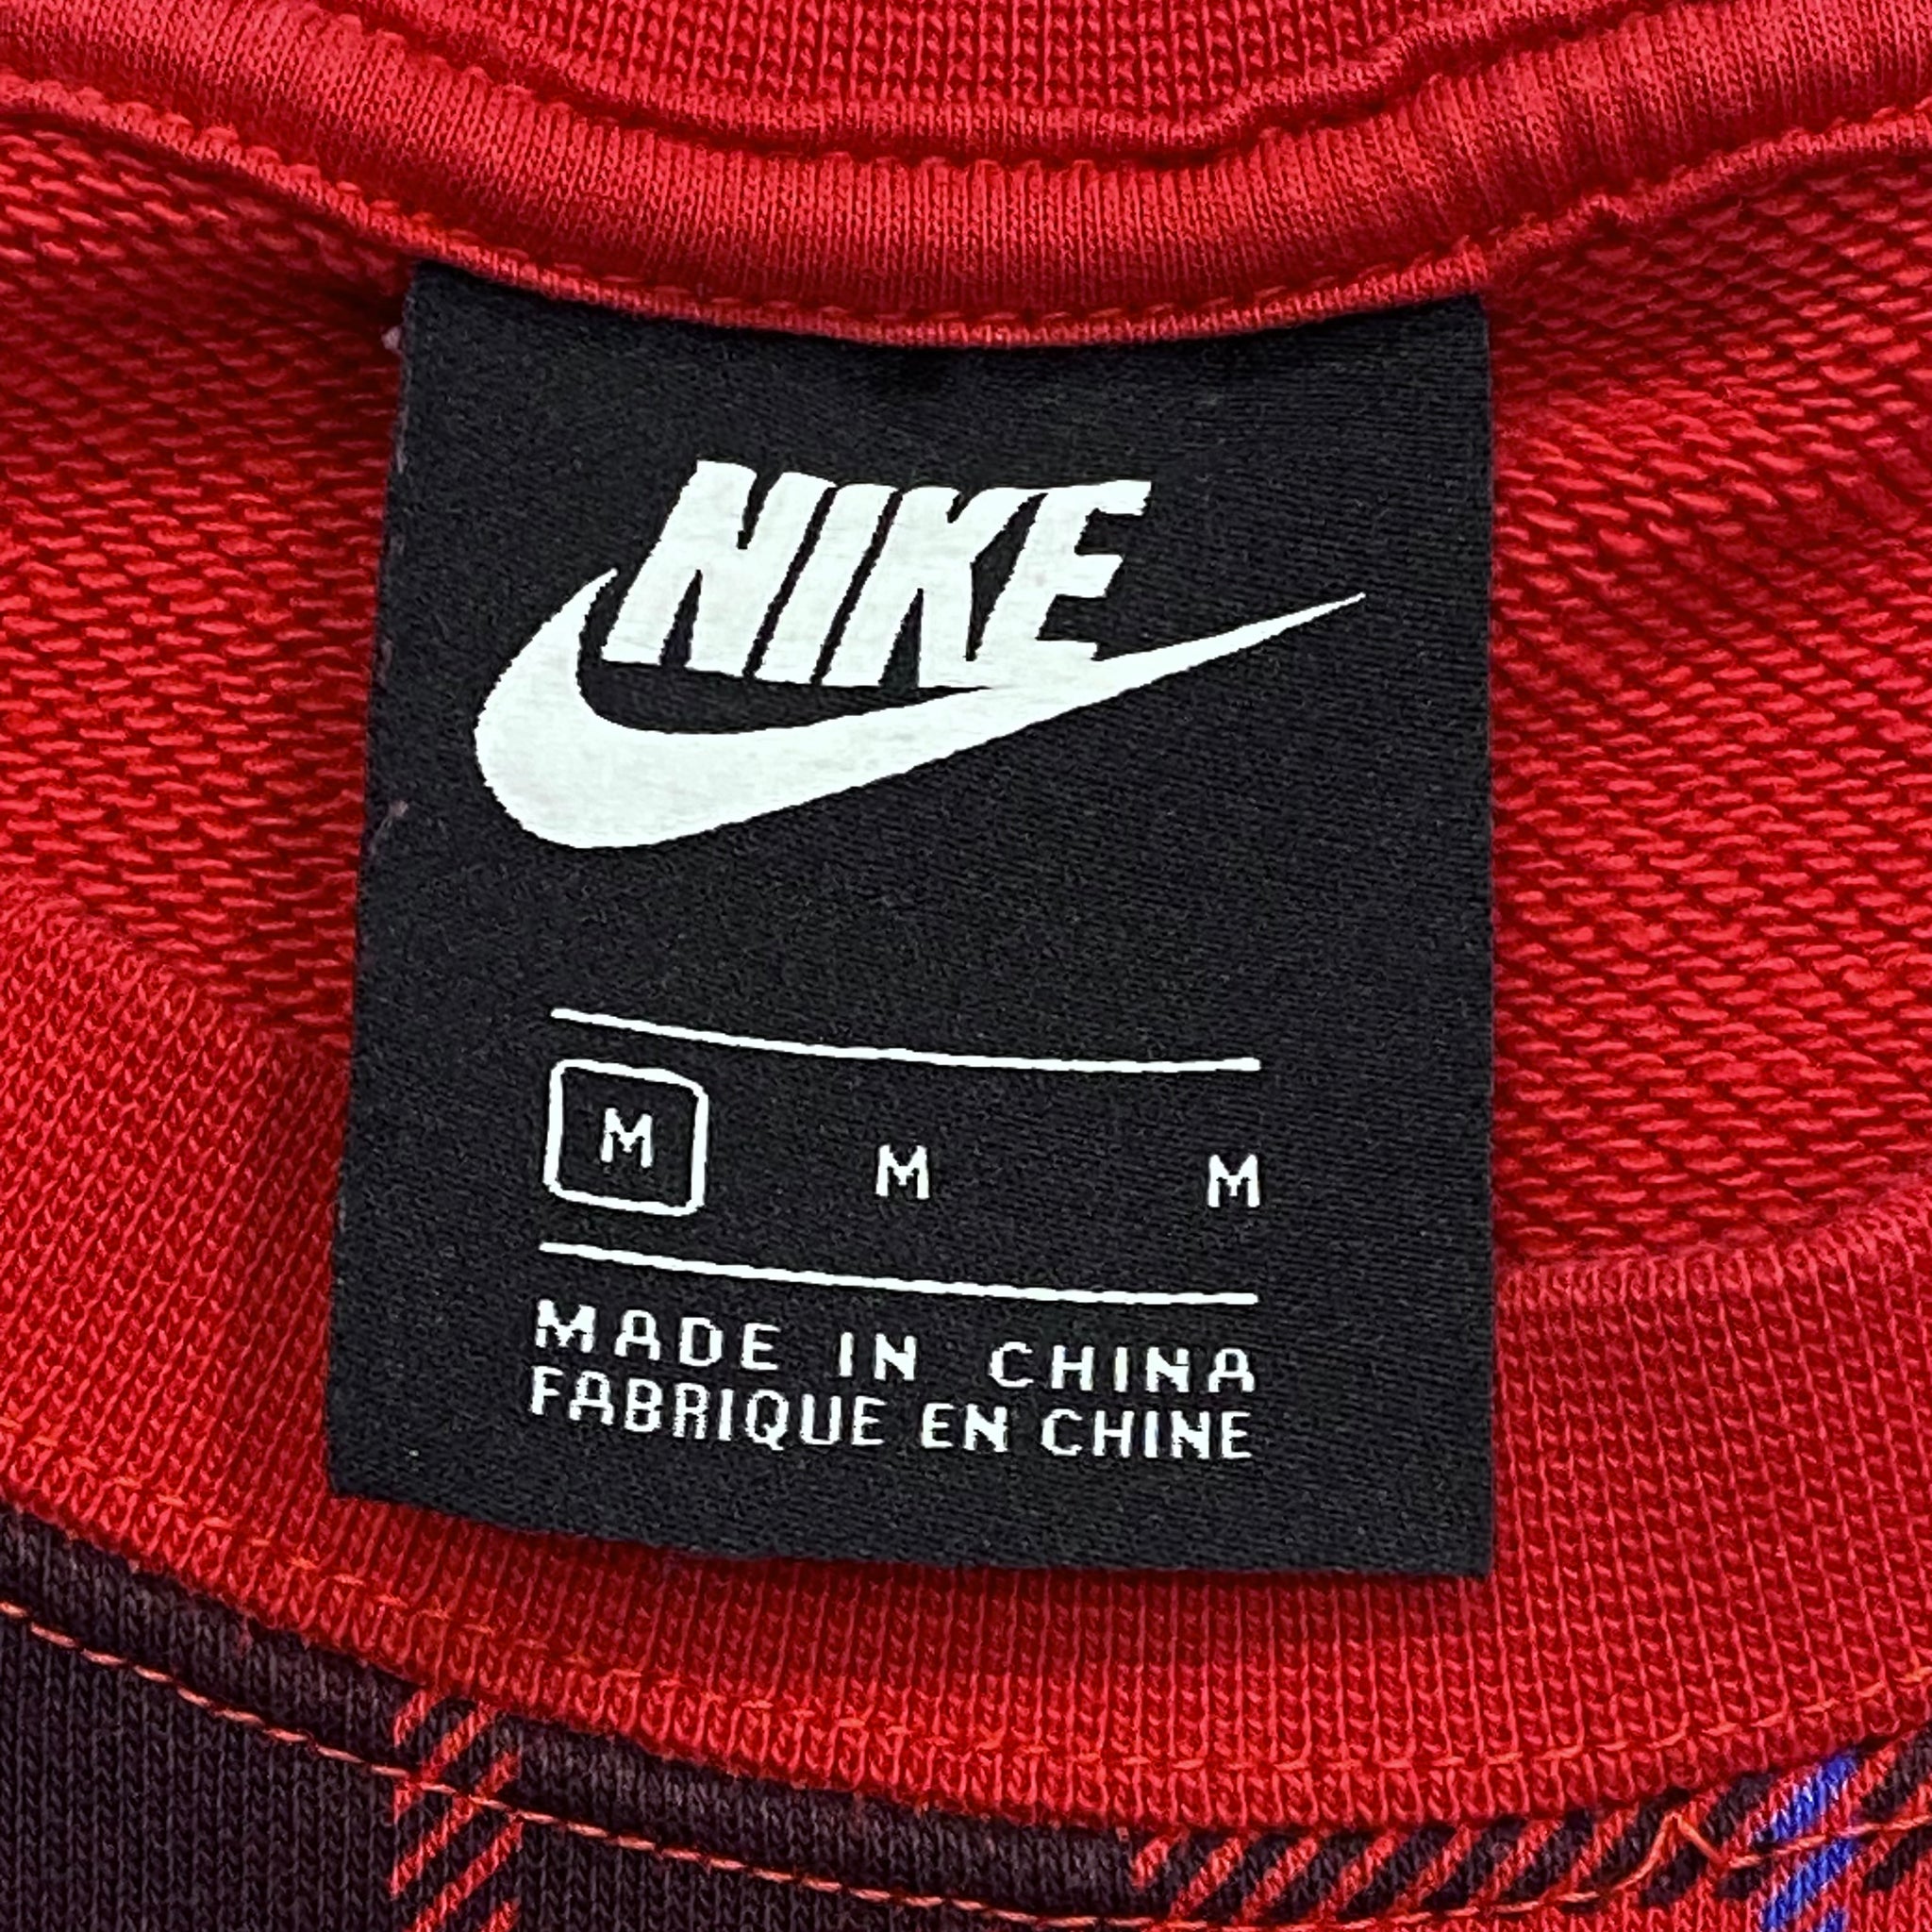 NIKE
M M M
MADE IN CHINA
FABRIQUE EN CHINE